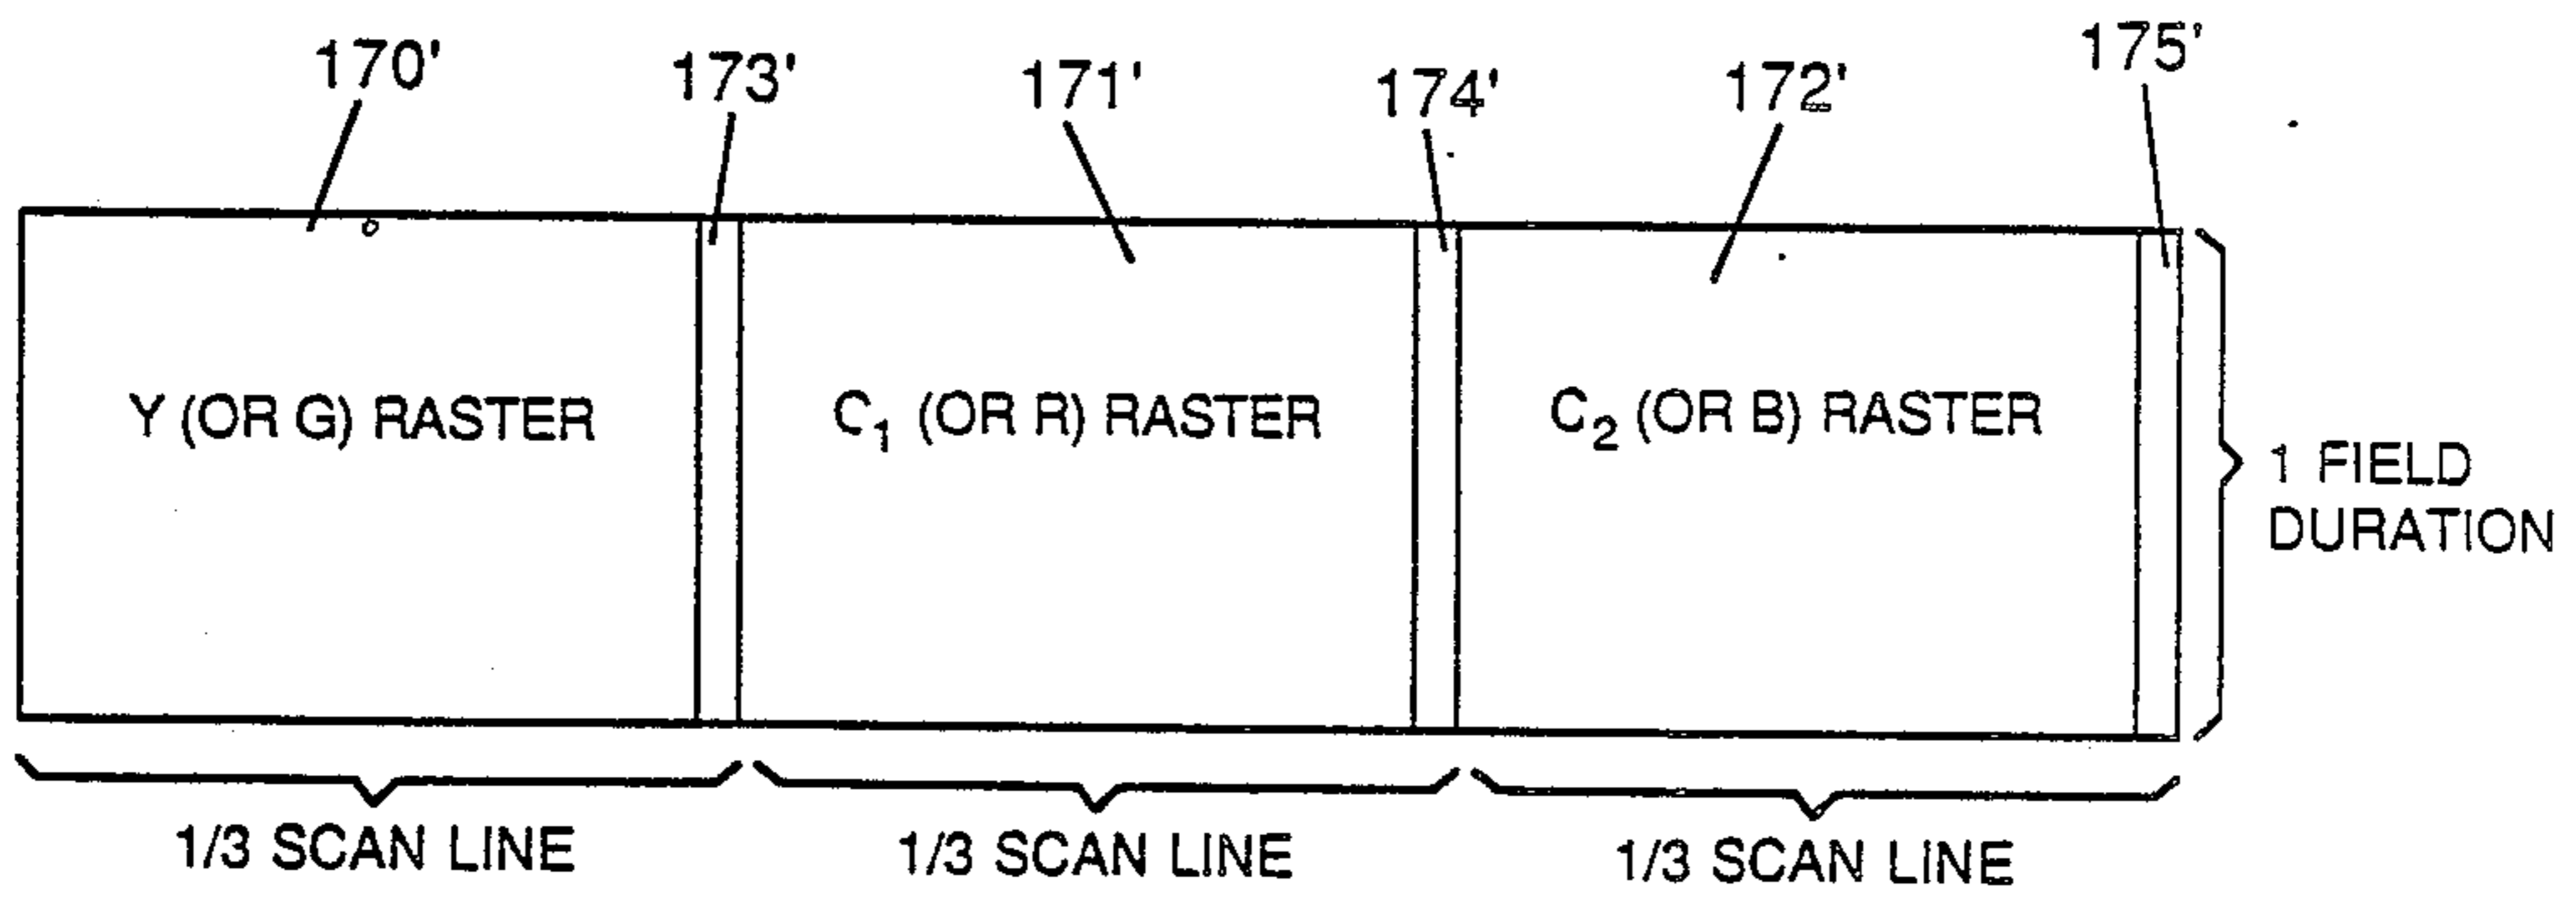 170'
173'
171'
174'
172'
175'
Y (OR G) RASTER
C₁ (OR R) RASTER
C₂ (OR B) RASTER
1 FIELD
DURATION
1/3 SCAN LINE
1/3 SCAN LINE
1/3 SCAN LINE